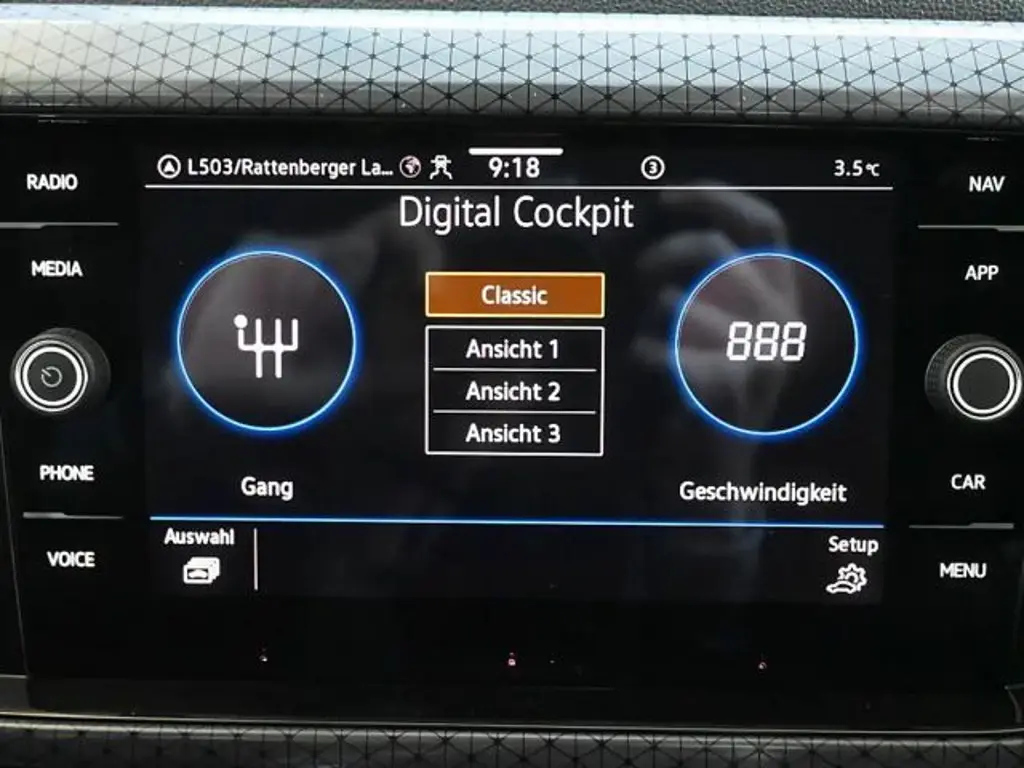 RADIO
MEDIA
PHONE
VOICE
L503/Rattenberger La... 9:18 3 3.5°C
Digital Cockpit
Classic
Ansicht 1
Ansicht 2
Ansicht 3
888
Gang
Geschwindigkeit
Auswahl
Setup
NAV
APP
CAR
MENU